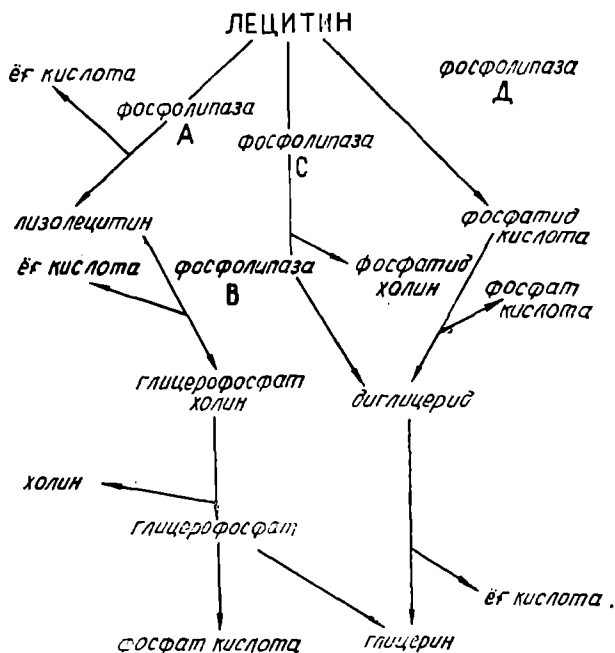 ЛЕЦИТИН
ёғ кислота
фосфолипаза
А
фосфолипаза
С
фосфолипаза
Д
лизолецитин
фосфатид
кислота
ёғ кислота
фосфолипаза
В
фосфатид
холин
фосфат
кислота
глицерофосфат
холин
диглицерид
холин
глицерофосфат
ёғ кислота.
фосфат кислота
глицерин